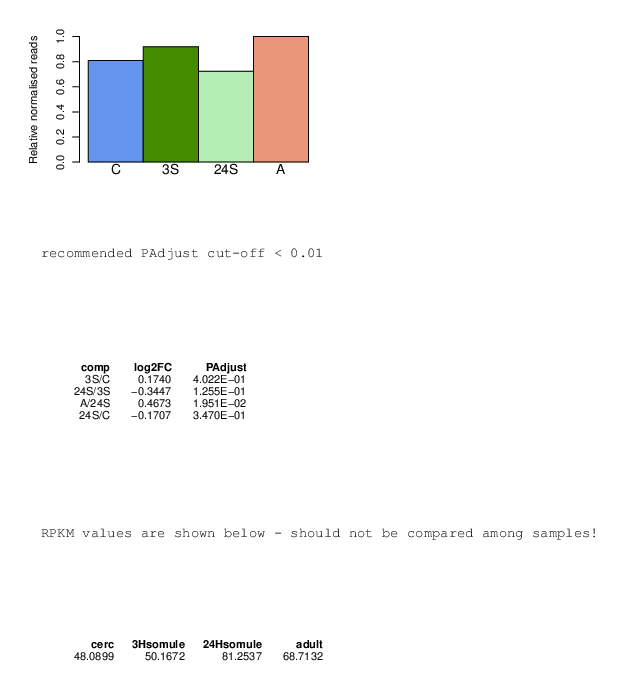 Relative normalised reads
1.0
0.8
0.6
0.4
0.2
0.0
C 3S 24S A
recommended PAdjust cut-off < 0.01
comp log2FC PAdjust
3S/C 0.1740 4.022E−01
24S/3S −0.3447 1.255E−01
A/24S 0.4673 1.951E−02
24S/C −0.1707 3.470E−01
RPKM values are shown below - should not be compared among samples!
cerc 3Hsomule 24Hsomule adult
48.0899 50.1672 81.2537 68.7132